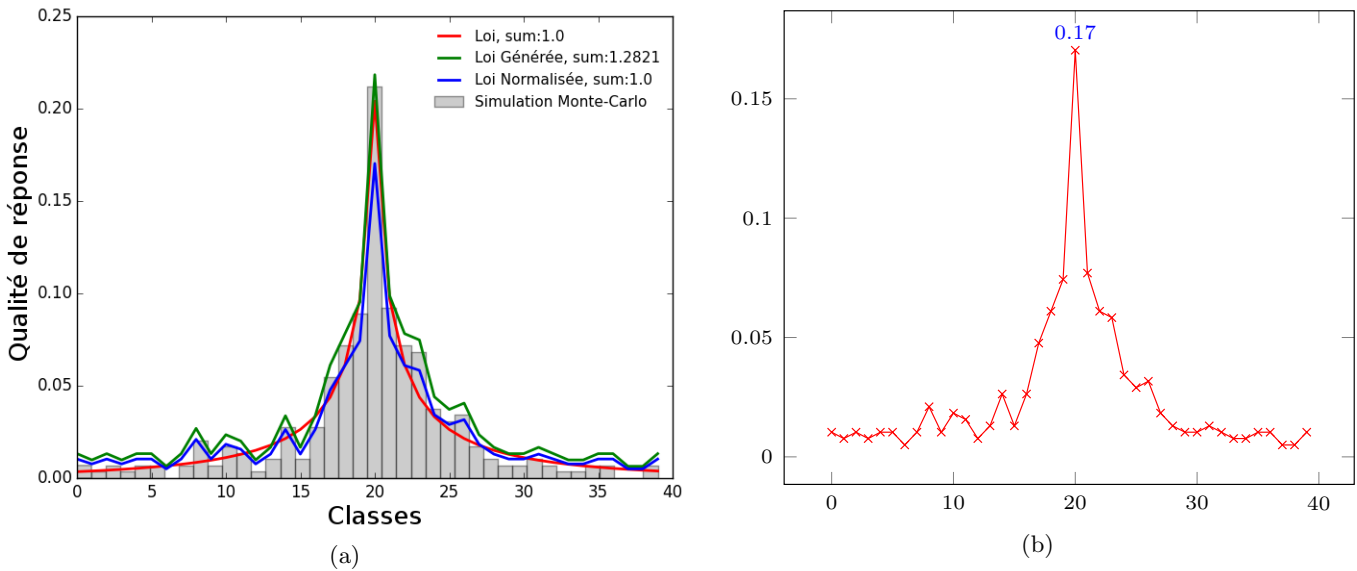 0.25
0.20
0.15
0.10
0.05
0.00
Qualité de réponse
Loi, sum:1.0
Loi Générée, sum:1.2821
Loi Normalisée, sum:1.0
Simulation Monte-Carlo
0 5 10 15 20 25 30 35 40
Classes
(a)
0.17
0.15
0.1
0.05
0
0 10 20 30 40
(b)